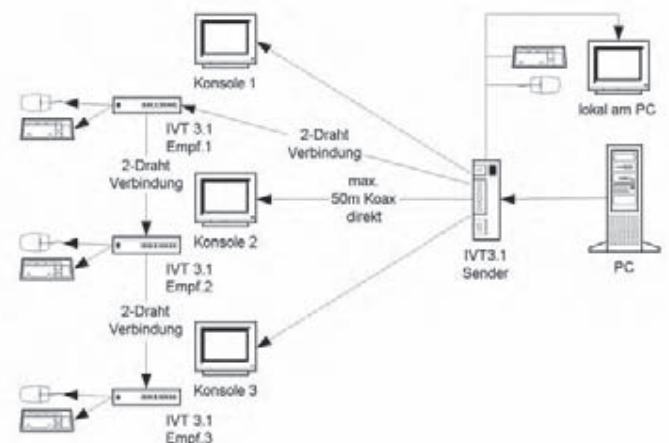 Konsole 1
lokal am PC
IVT 3.1
Empf.1
2-Draht
Verbindung
2-Draht
Verbindung
max.
50m Koax
direkt
Konsole 2
IVT3.1
Sender
PC
IVT 3.1
Empf.2
2-Draht
Verbindung
Konsole 3
IVT 3.1
Empf.3